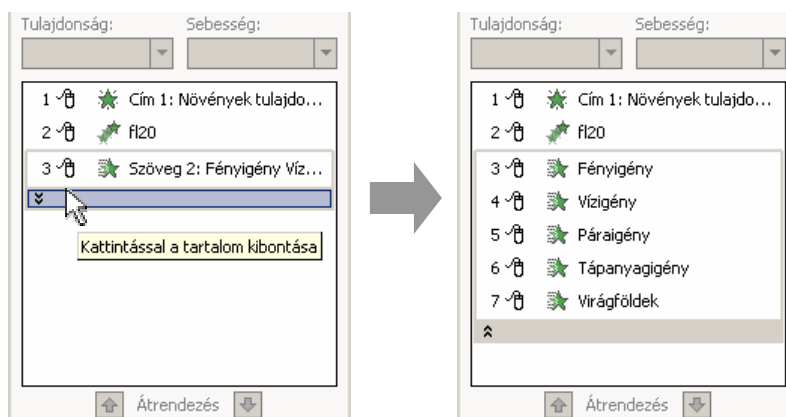 Tulajdonság: Sebesség:
1 Cím 1: Növények tulajdo...
2 fl20
3 Szöveg 2: Fényigény Víz...
Kattintással a tartalom kibontása
Átrendezés
Tulajdonság: Sebesség:
1 Cím 1: Növények tulajdo...
2 fl20
3 Fényigény
4 Vízigény
5 Páraigény
6 Tápanyagigény
7 Virágföldek
Átrendezés